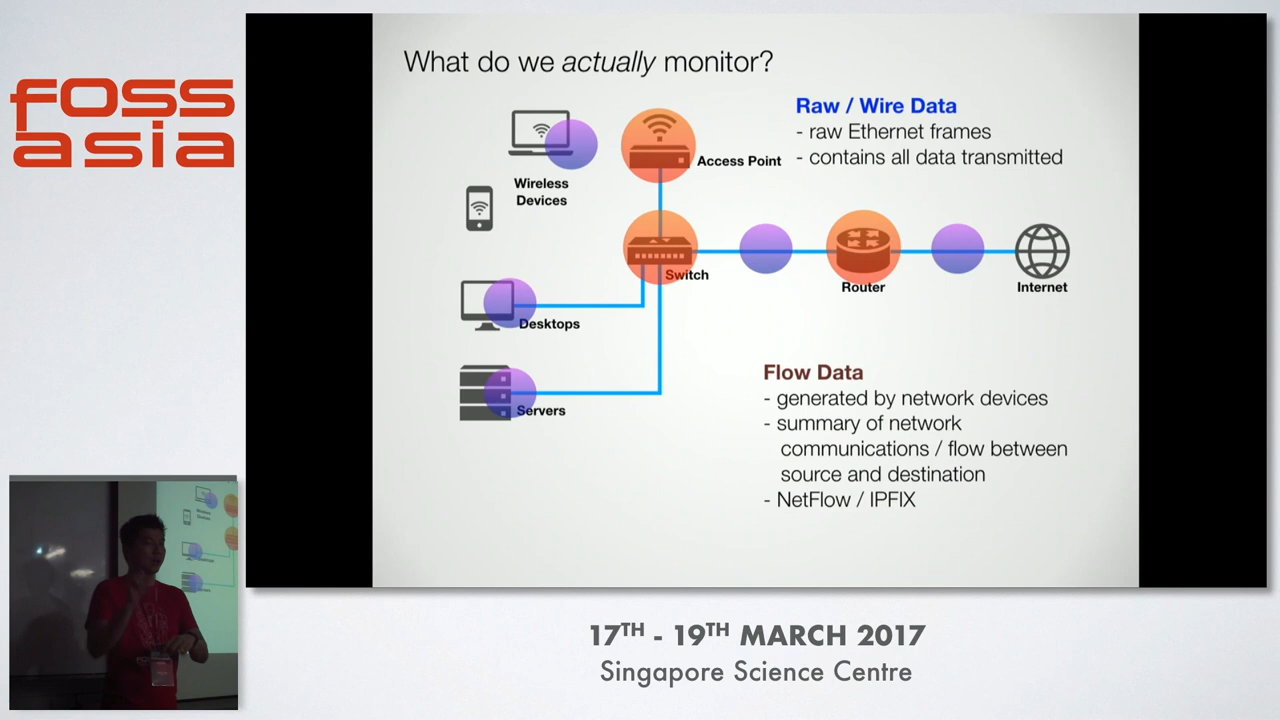 foss
asia
What do we actually monitor?
Raw / Wire Data
- raw Ethernet frames
- contains all data transmitted
Access Point
Wireless
Devices
Switch
Router
Internet
Desktops
Servers
Flow Data
- generated by network devices
- summary of network
communications / flow between
source and destination
- NetFlow / IPFIX
17TH - 19TH MARCH 2017
Singapore Science Centre